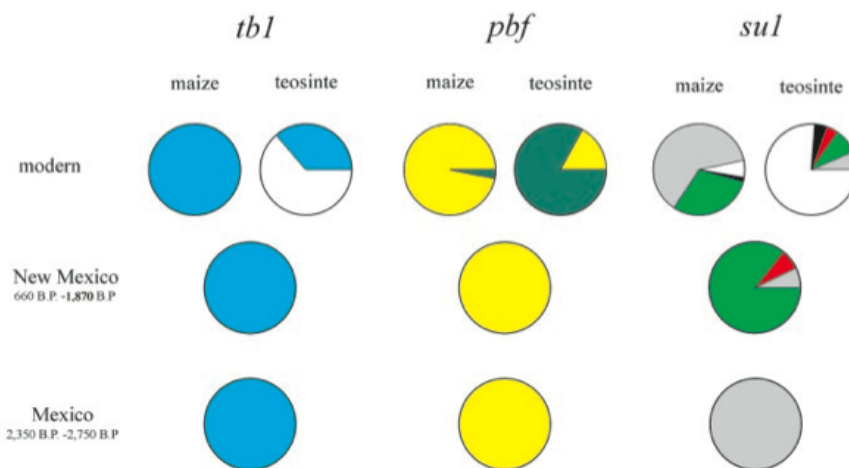 tb1 pbf su1
maize teosinte maize teosinte maize teosinte
modern
New Mexico
660 B.P. -1,870 B.P
Mexico
2,350 B.P. -2,750 B.P